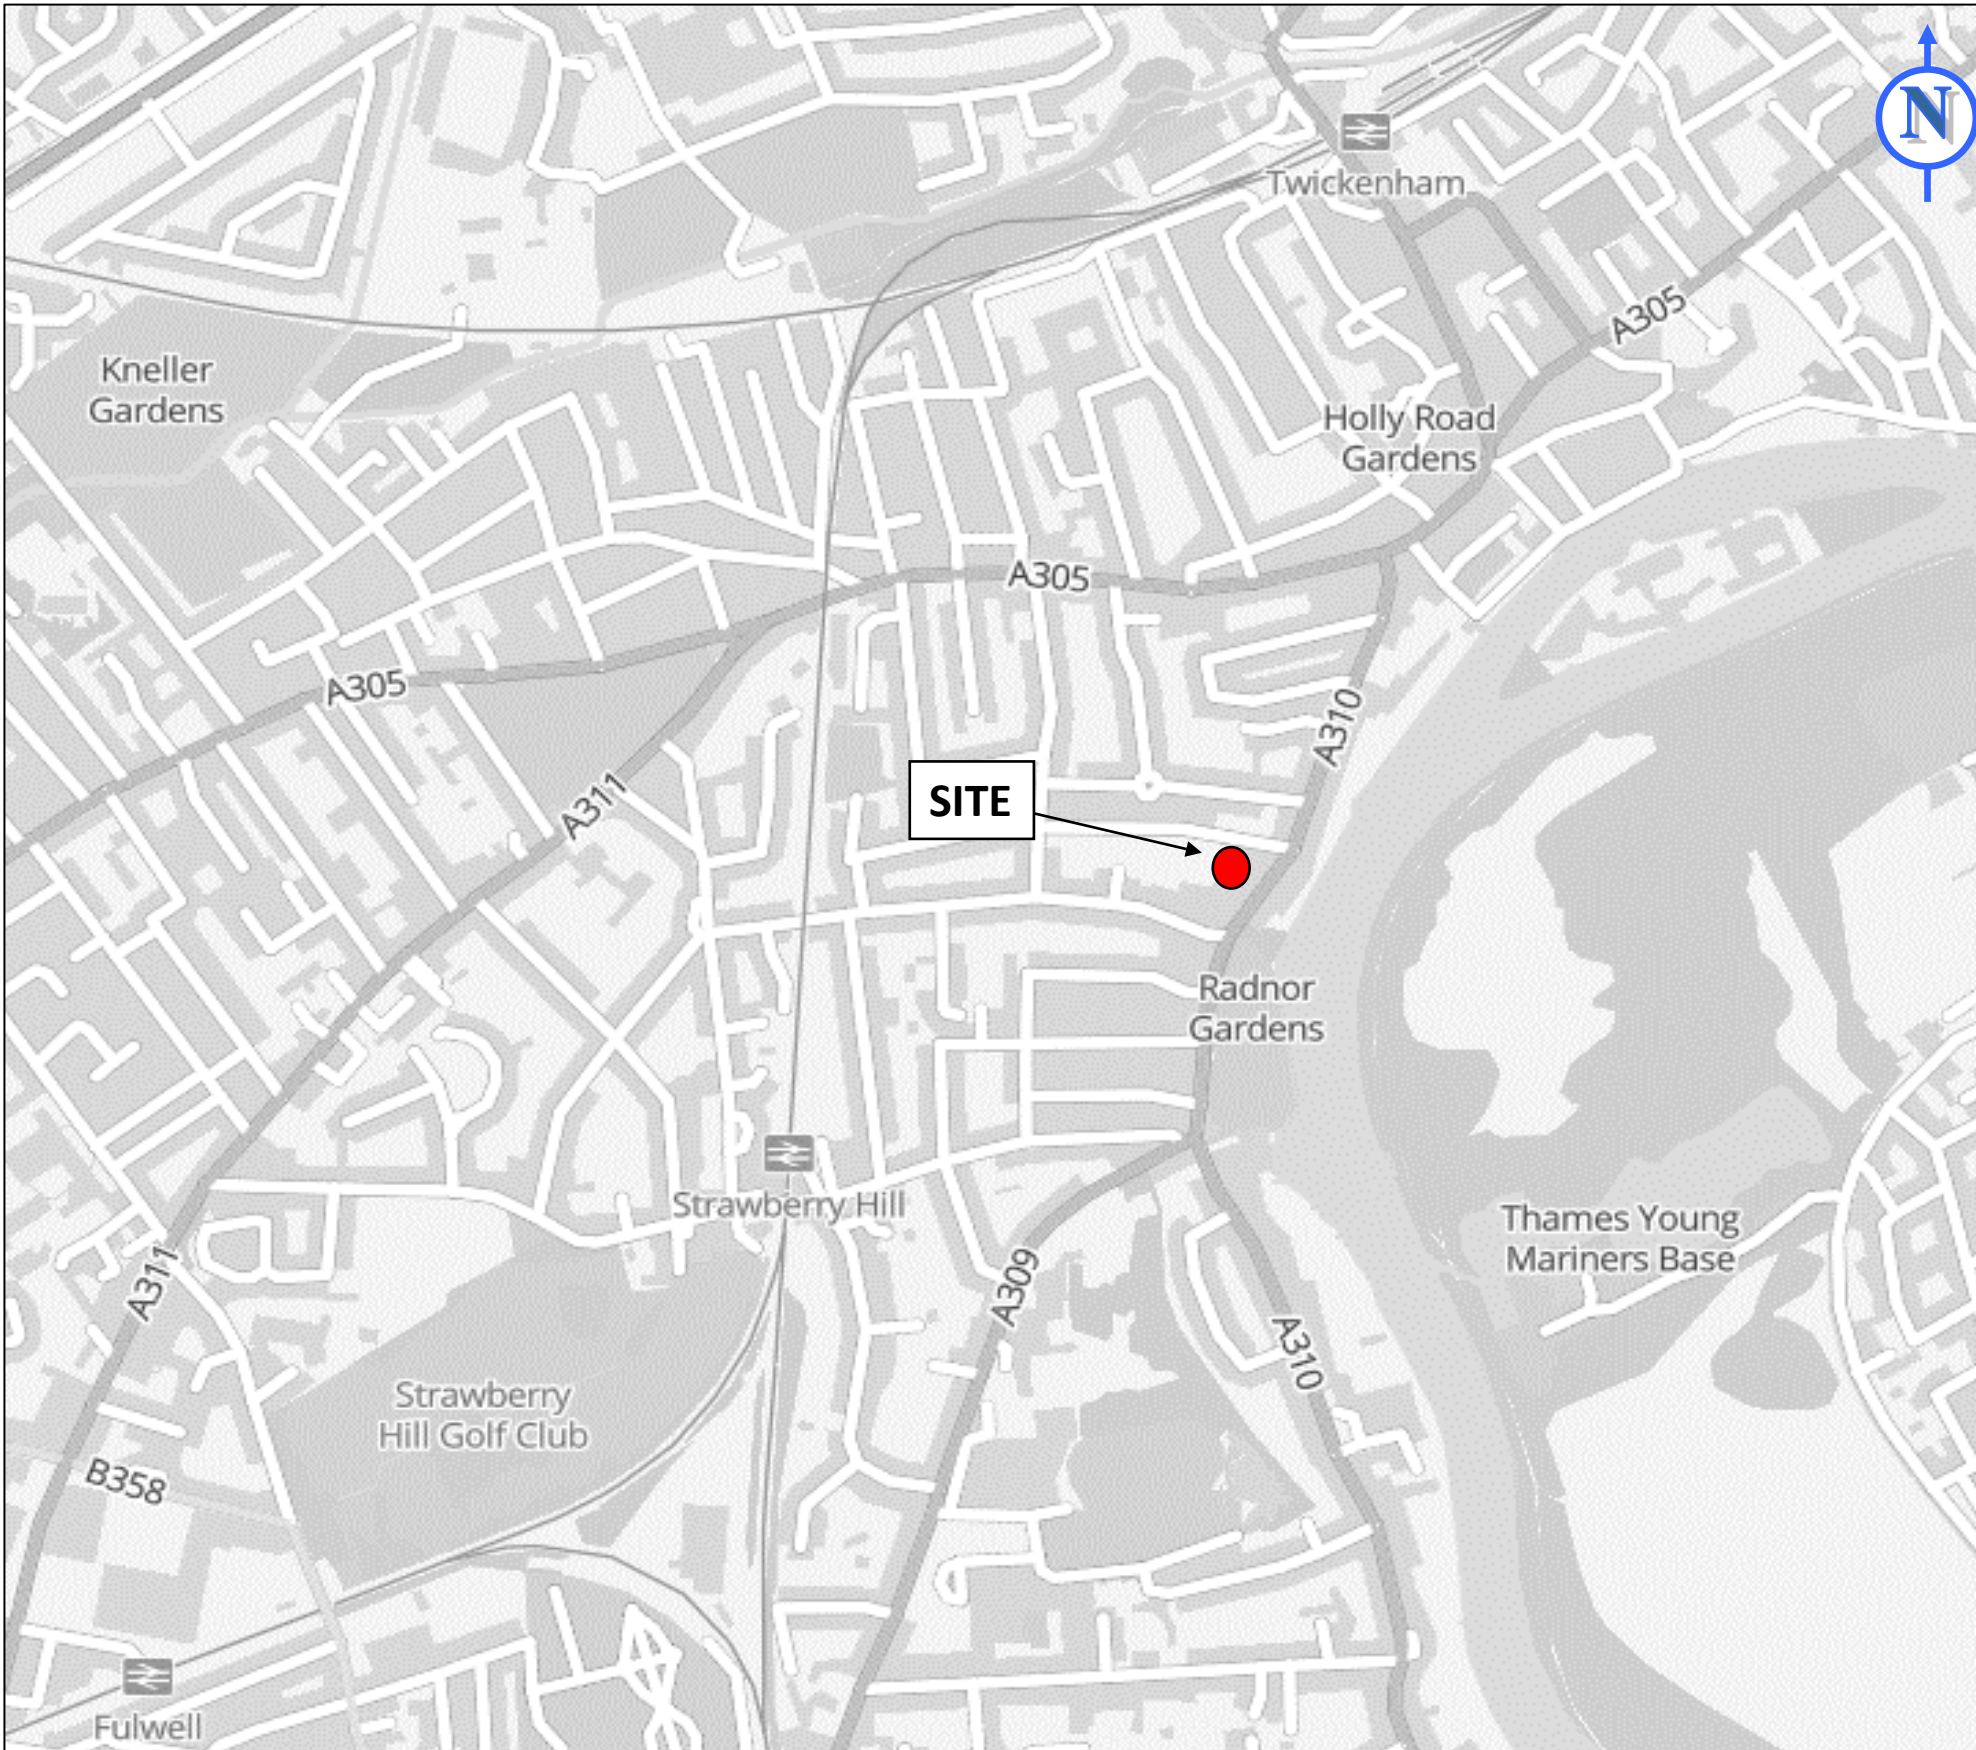 N
Twickenham
A305
Kneller
Gardens
Holly Road
Gardens
A305
A305
A310
A311
SITE
Radnor
Gardens
Strawberry Hill
Thames Young
Mariners Base
A311
A309
A310
Strawberry
Hill Golf Club
B358
Fulwell